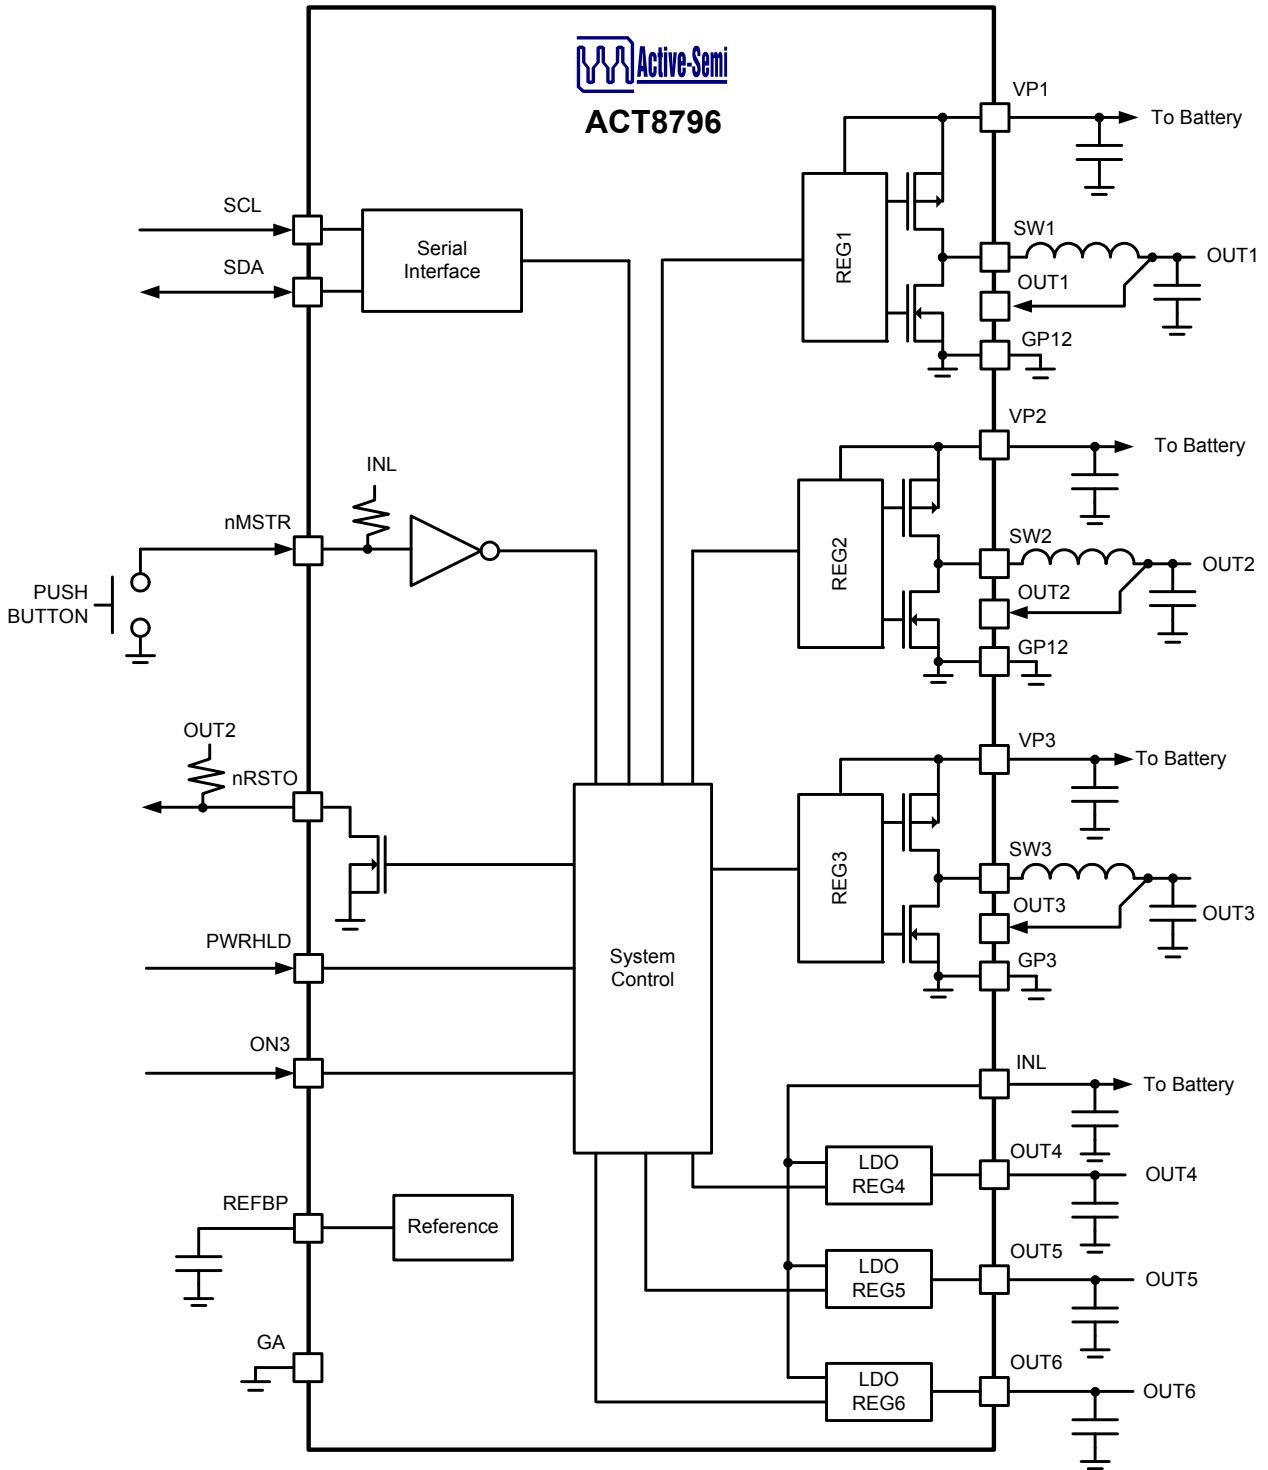 Active-Semi
ACT8796
VP1
To Battery
SCL
SW1
Serial
Interface
REG1
OUT1
SDA
OUT1
GP12
VP2
To Battery
INL
nMSTR
SW2
REG2
OUT2
PUSH
BUTTON
OUT2
GP12
OUT2
VP3
To Battery
nRSTO
SW3
REG3
OUT3
OUT3
PWRHLD
System
Control
GP3
ON3
INL
To Battery
OUT4
LDO
REG4
OUT4
REFBP
Reference
OUT5
LDO
REG5
OUT5
GA
OUT6
LDO
REG6
OUT6